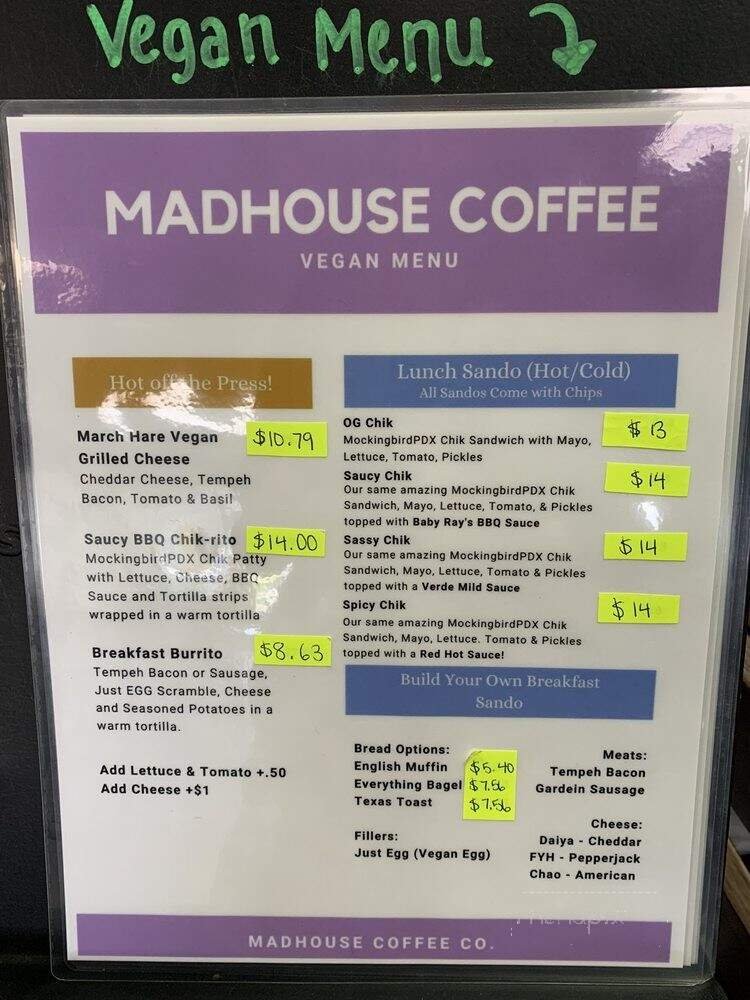 Vegan Menu
MADHOUSE COFFEE
VEGAN MENU
Hot off the Press!
March Hare Vegan $10.79
Grilled Cheese
Cheddar Cheese, Tempeh
Bacon, Tomato & Basil
Saucy BBQ Chik-rito $14.00
MockingbirdPDX Chik Patty
with Lettuce, Cheese, BBQ
Sauce and Tortilla strips
wrapped in a warm tortilla
Breakfast Burrito $8.63
Tempeh Bacon or Sausage,
Just EGG Scramble, Cheese
and Seasoned Potatoes in a
warm tortilla.
Add Lettuce & Tomato +.50
Add Cheese +$1
Lunch Sando (Hot/Cold)
All Sandos Come with Chips
OG Chik $13
MockingbirdPDX Chik Sandwich with Mayo,
Lettuce, Tomato, Pickles
Saucy Chik $14
Our same amazing MockingbirdPDX Chik
Sandwich, Mayo, Lettuce, Tomato, & Pickles
topped with Baby Ray's BBQ Sauce
Sassy Chik $14
Our same amazing MockingbirdPDX Chik
Sandwich, Mayo, Lettuce, Tomato & Pickles
topped with a Verde Mild Sauce
Spicy Chik $14
Our same amazing MockingbirdPDX Chik
Sandwich, Mayo, Lettuce. Tomato & Pickles
topped with a Red Hot Sauce!
Build Your Own Breakfast
Sando
Bread Options:
English Muffin $5.40
Everything Bagel $7.56
Texas Toast $7.56
Fillers:
Just Egg (Vegan Egg)
Meats:
Tempeh Bacon
Gardein Sausage
Cheese:
Daiya - Cheddar
FYH - Pepperjack
Chao - American
MADHOUSE COFFEE CO.